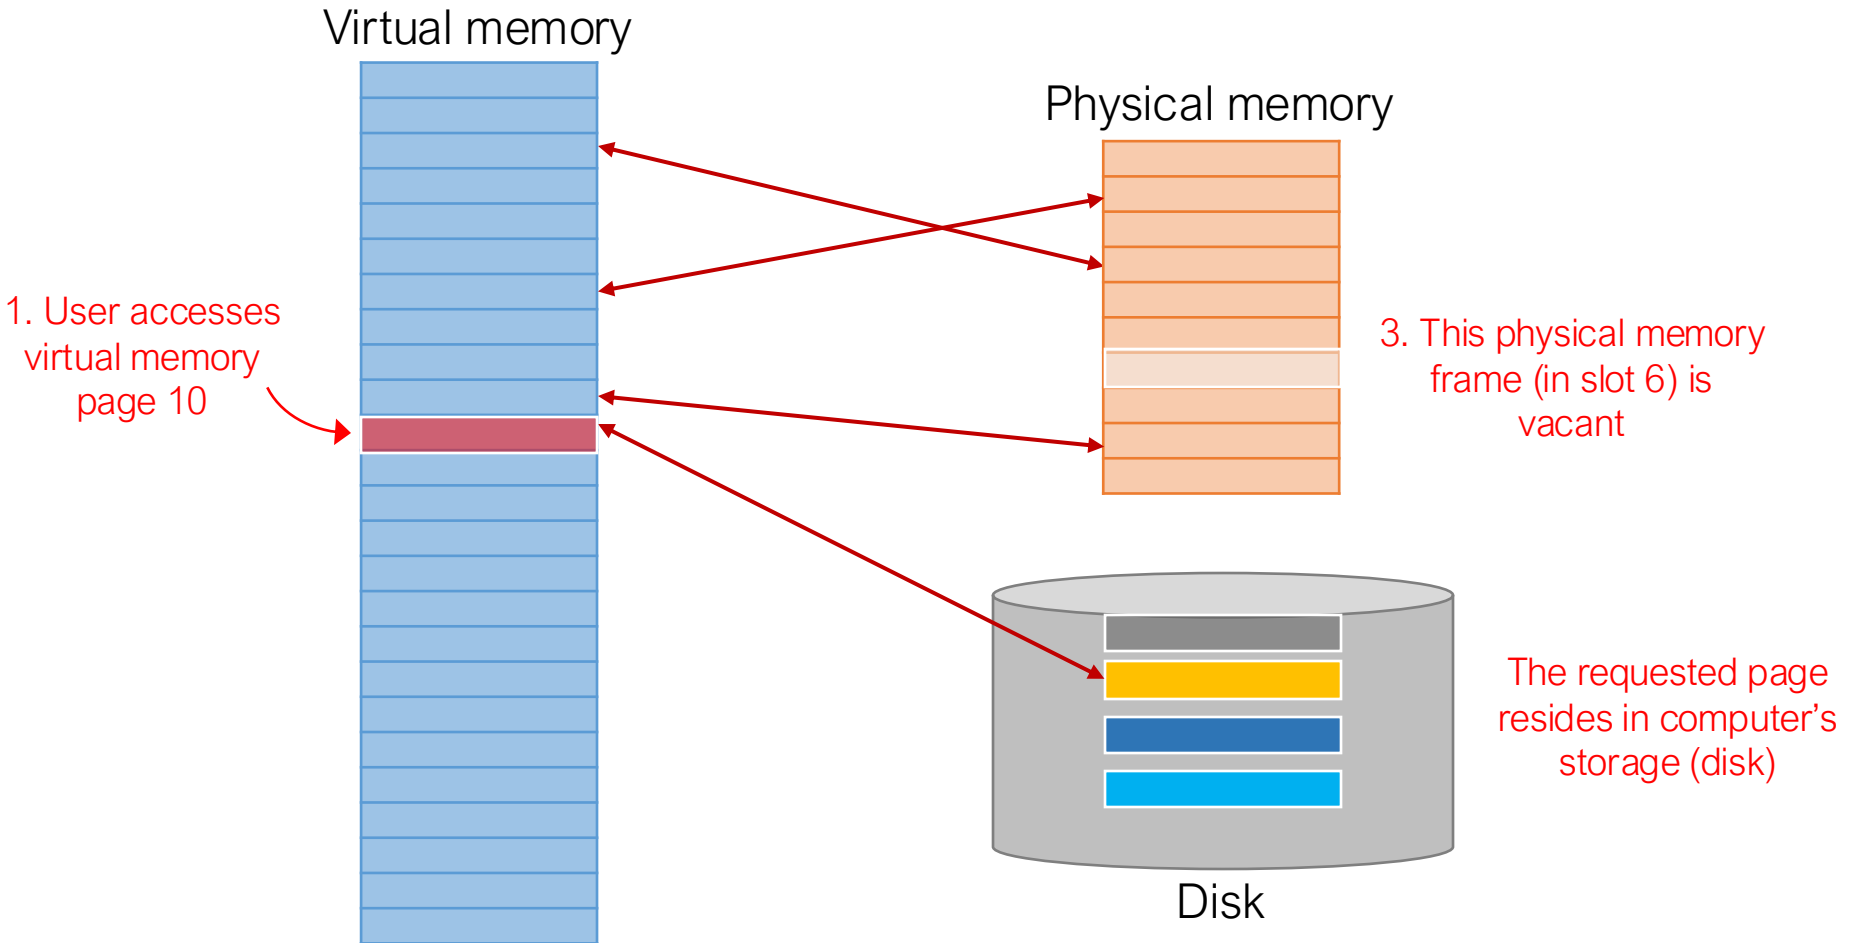 Virtual memory
Physical memory
1. User accesses
virtual memory
page 10
3. This physical memory
frame (in slot 6) is
vacant
The requested page
resides in computer’s
storage (disk)
Disk